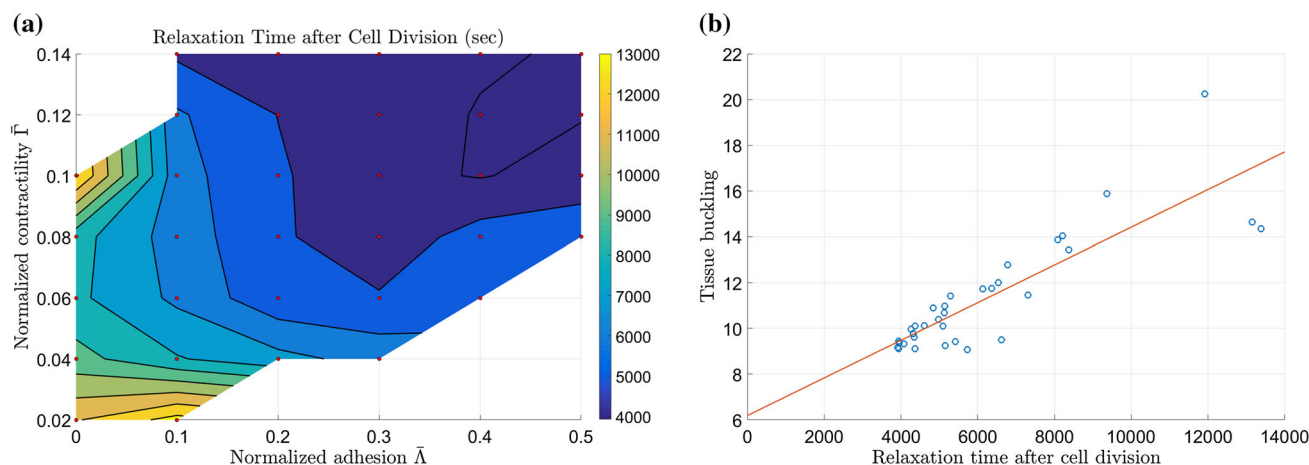 (a)
Relaxation Time after Cell Division (sec)
0.14
0.12
0.1
0.08
0.06
0.04
0.02
Normalized contractility Γ̄
0 0.1 0.2 0.3 0.4 0.5
Normalized adhesion Λ̄
13000
12000
11000
10000
9000
8000
7000
6000
5000
4000
(b)
22
20
18
16
14
12
10
8
6
Tissue buckling
0 2000 4000 6000 8000 10000 12000 14000
Relaxation time after cell division